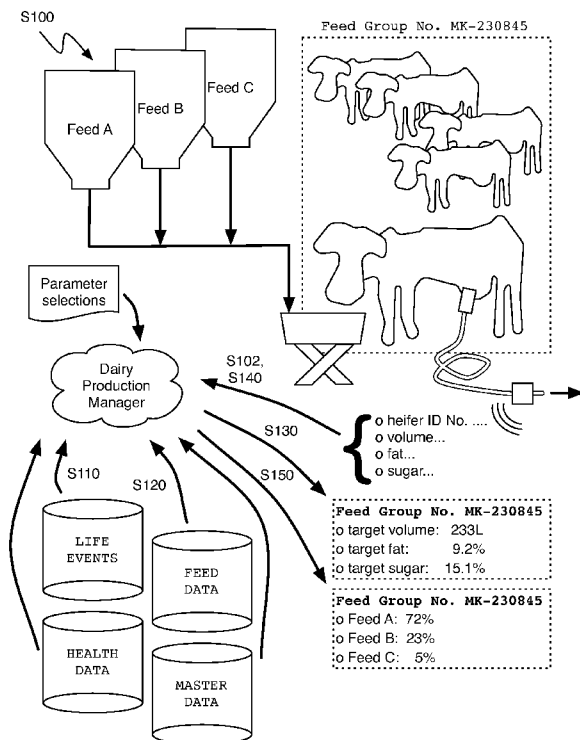 S100
Feed Group No. MK-230845
Feed C
Feed B
Feed A
Parameter
selections
Dairy
Production
Manager
S102,
S140
o heifer ID No. ....
o volume...
o fat...
o sugar...
S130
S150
S110
S120
LIFE
EVENTS
FEED
DATA
HEALTH
DATA
MASTER
DATA
Feed Group No. MK-230845
o target volume: 233L
o target fat: 9.2%
o target sugar: 15.1%
Feed Group No. MK-230845
o Feed A: 72%
o Feed B: 23%
o Feed C: 5%